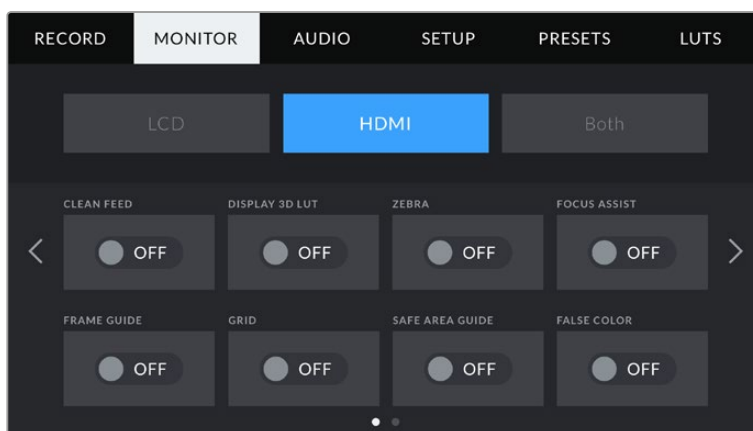 RECORD MONITOR AUDIO SETUP PRESETS LUTS
LCD HDMI Both
CLEAN FEED DISPLAY 3D LUT ZEBRA FOCUS ASSIST
OFF OFF OFF OFF
FRAME GUIDE GRID SAFE AREA GUIDE FALSE COLOR
OFF OFF OFF OFF